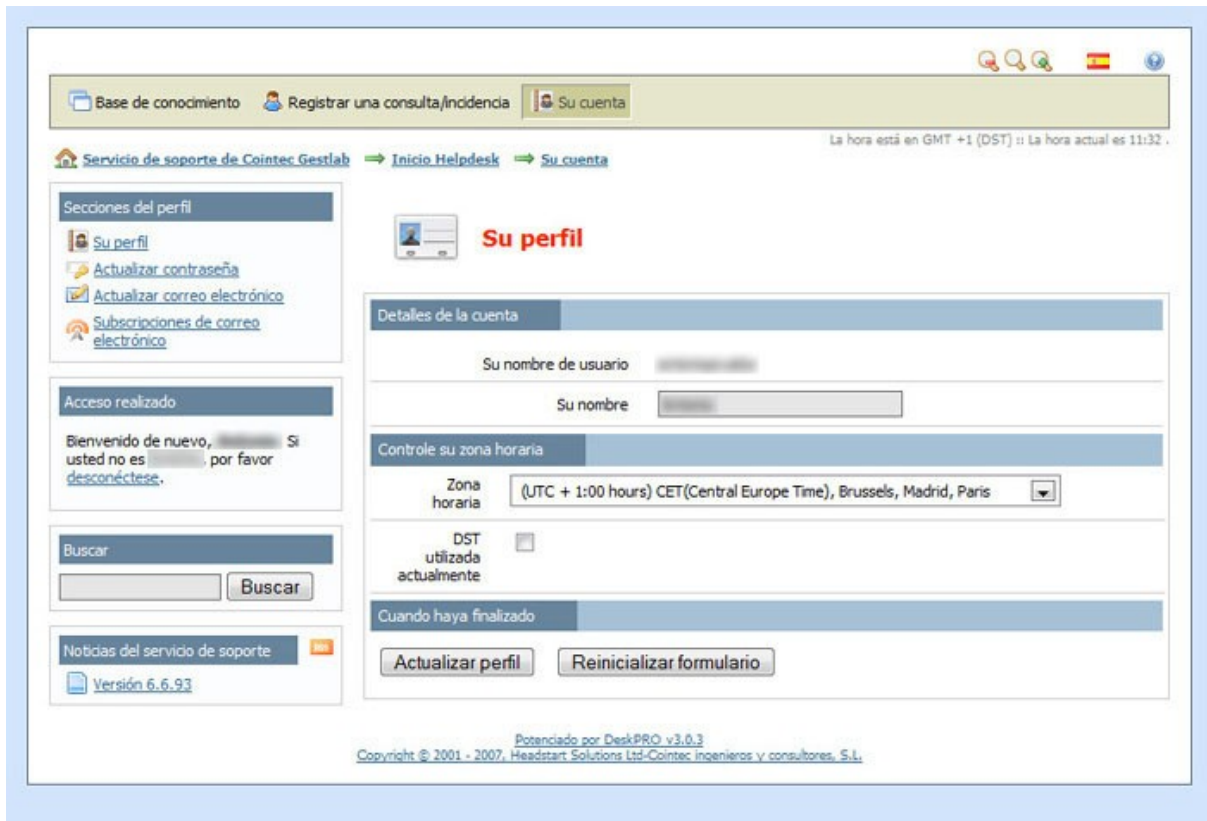 Base de conocimiento Registrar una consulta/incidencia Su cuenta
La hora está en GMT +1 (DST) :: La hora actual es 11:32 .
Servicio de soporte de Cointec Gestlab Inicio Helpdesk Su cuenta
Secciones del perfil
Su perfil
Actualizar contraseña
Actualizar correo electrónico
Subscripciones de correo
electrónico
Acceso realizado
Bienvenido de nuevo, Si
usted no es , por favor
desconéctese.
Buscar
Buscar
Noticias del servicio de soporte
Versión 6.6.93
Su perfil
Detalles de la cuenta
Su nombre de usuario
Su nombre
Controle su zona horaria
Zona
horaria
(UTC + 1:00 hours) CET(Central Europe Time), Brussels, Madrid, Paris
DST
utilizada
actualmente
Cuando haya finalizado
Actualizar perfil Reinicializar formulario
Potenciado por DeskPRO v3.0.3
Copyright © 2001 - 2007, Headstart Solutions Ltd-Cointec ingenieros y consultores, S.L.